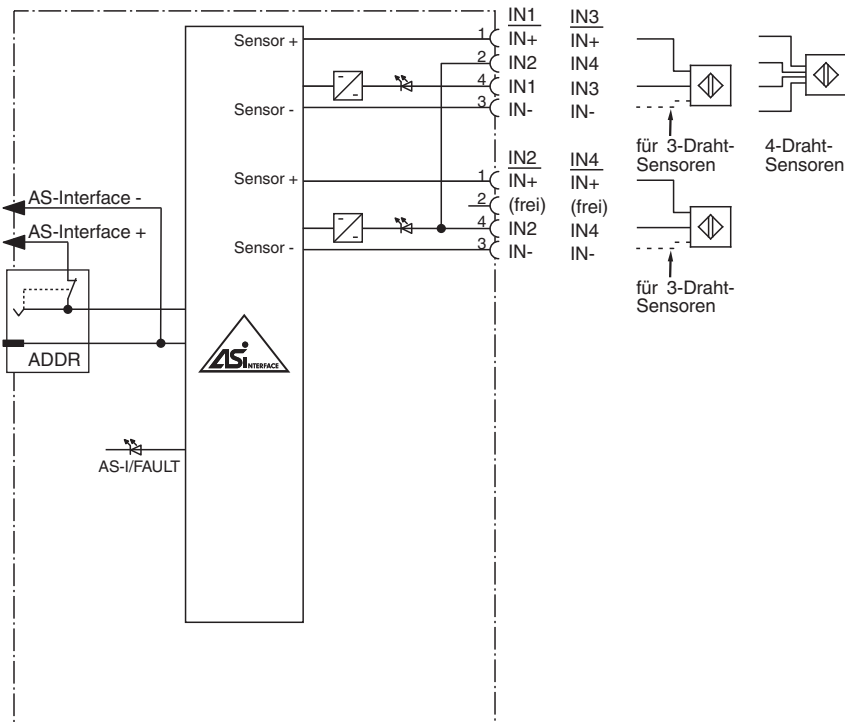 IN1 IN3
Sensor + 1 IN+ IN+
2 IN2 IN4
4 IN1 IN3
Sensor - 3 IN- IN-
für 3-Draht-
Sensoren
4-Draht-
Sensoren
IN2 IN4
Sensor + 1 IN+ IN+
2 (frei) (frei)
4 IN2 IN4
Sensor - 3 IN- IN-
für 3-Draht-
Sensoren
AS-Interface -
AS-Interface +
ADDR
ASi INTERFACE
AS-I/FAULT